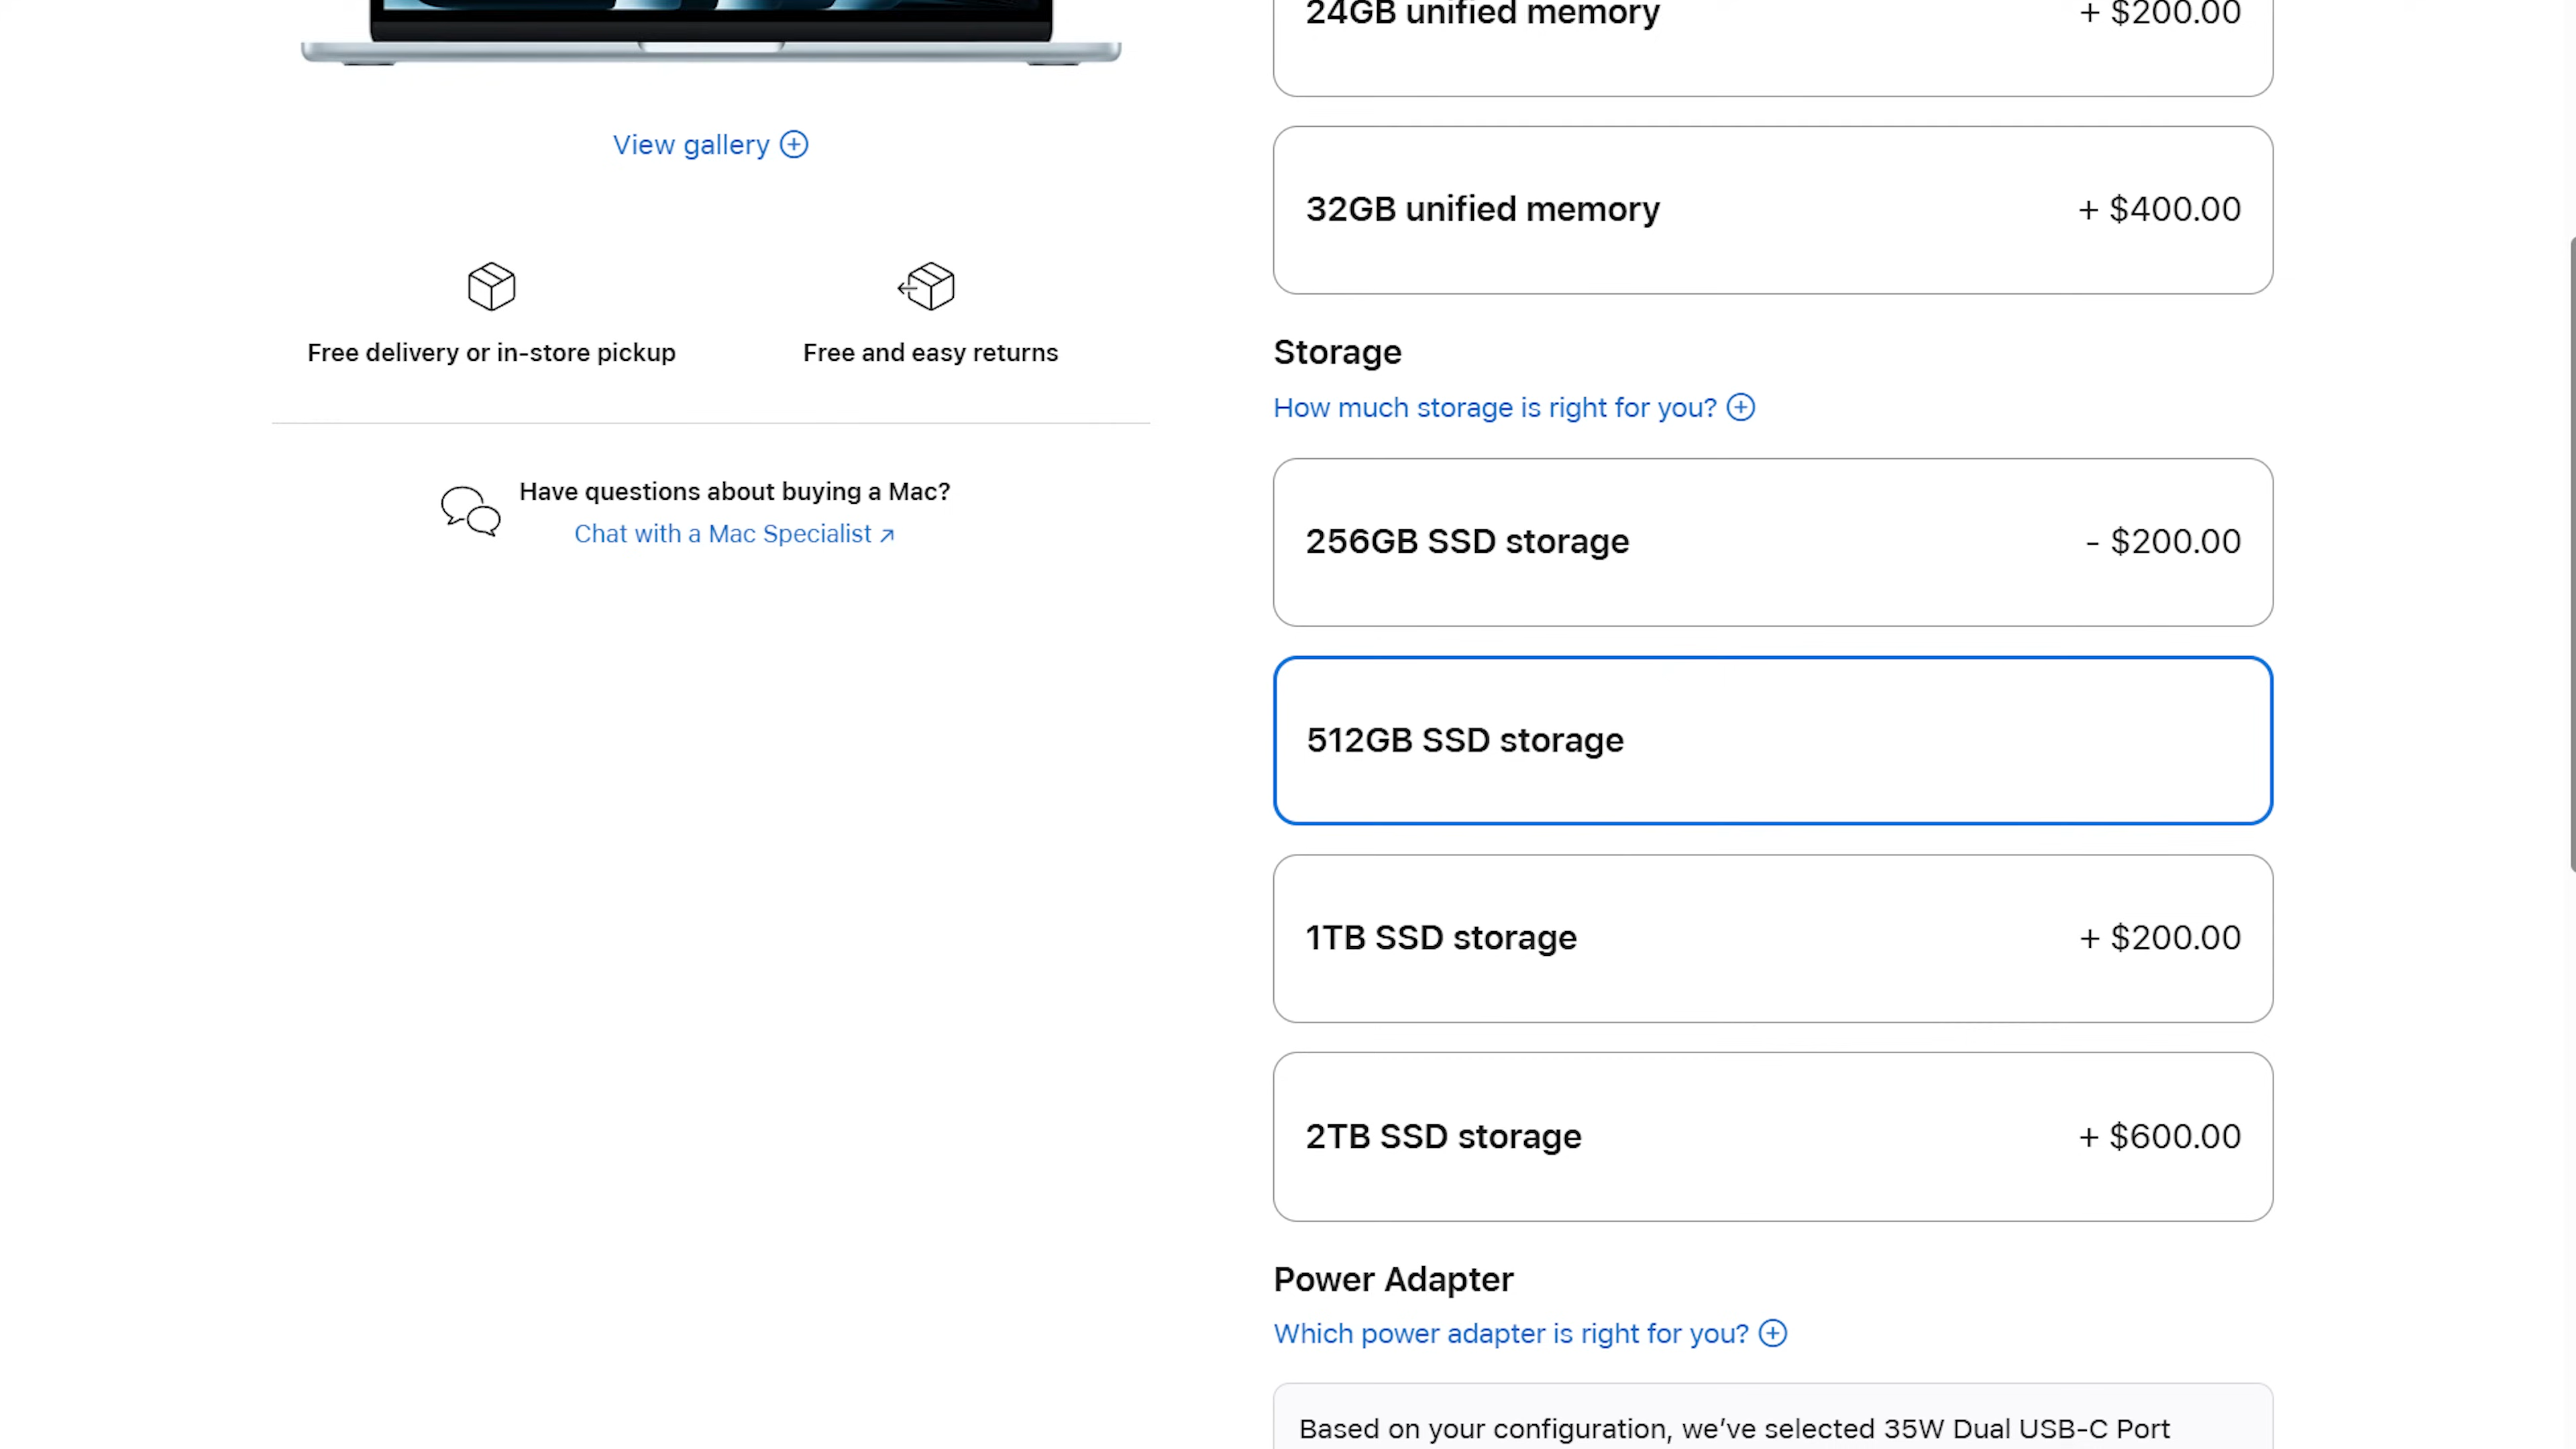 24GB unified memory + $200.00
View gallery
32GB unified memory + $400.00
Free delivery or in-store pickup
Free and easy returns
Have questions about buying a Mac?
Chat with a Mac Specialist ↗
Storage
How much storage is right for you?
256GB SSD storage - $200.00
512GB SSD storage
1TB SSD storage + $200.00
2TB SSD storage + $600.00
Power Adapter
Which power adapter is right for you?
Based on your configuration, we’ve selected 35W Dual USB-C Port